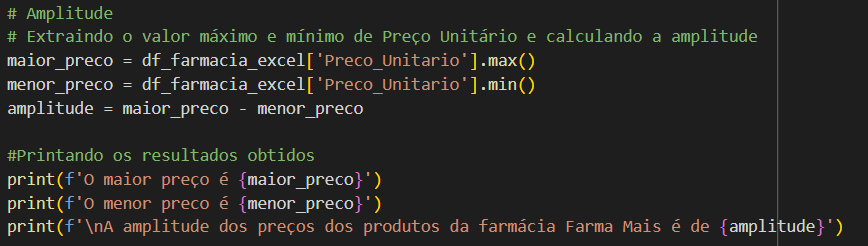 # Amplitude
# Extraindo o valor máximo e mínimo de Preço Unitário e calculando a amplitude
maior_preco = df_farmacia_excel['Preco_Unitario'].max()
menor_preco = df_farmacia_excel['Preco_Unitario'].min()
amplitude = maior_preco - menor_preco
#Printando os resultados obtidos
print(f'O maior preço é {maior_preco}')
print(f'O menor preço é {menor_preco}')
print(f'\nA amplitude dos preços dos produtos da farmácia Farma Mais é de {amplitude}')